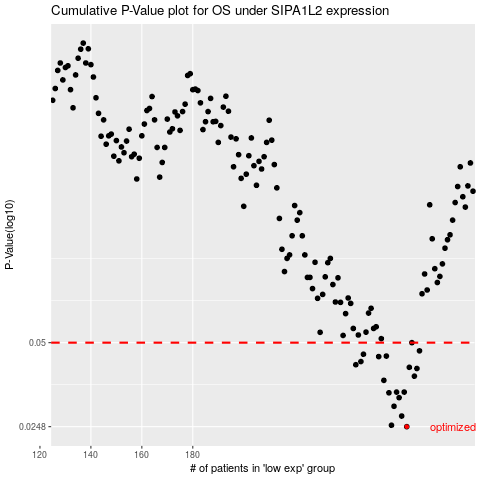 Cumulative P-Value plot for OS under SIPA1L2 expression
P-Value(log10)
0.05
0.0248
optimized
120 140 160 180
# of patients in 'low exp' group